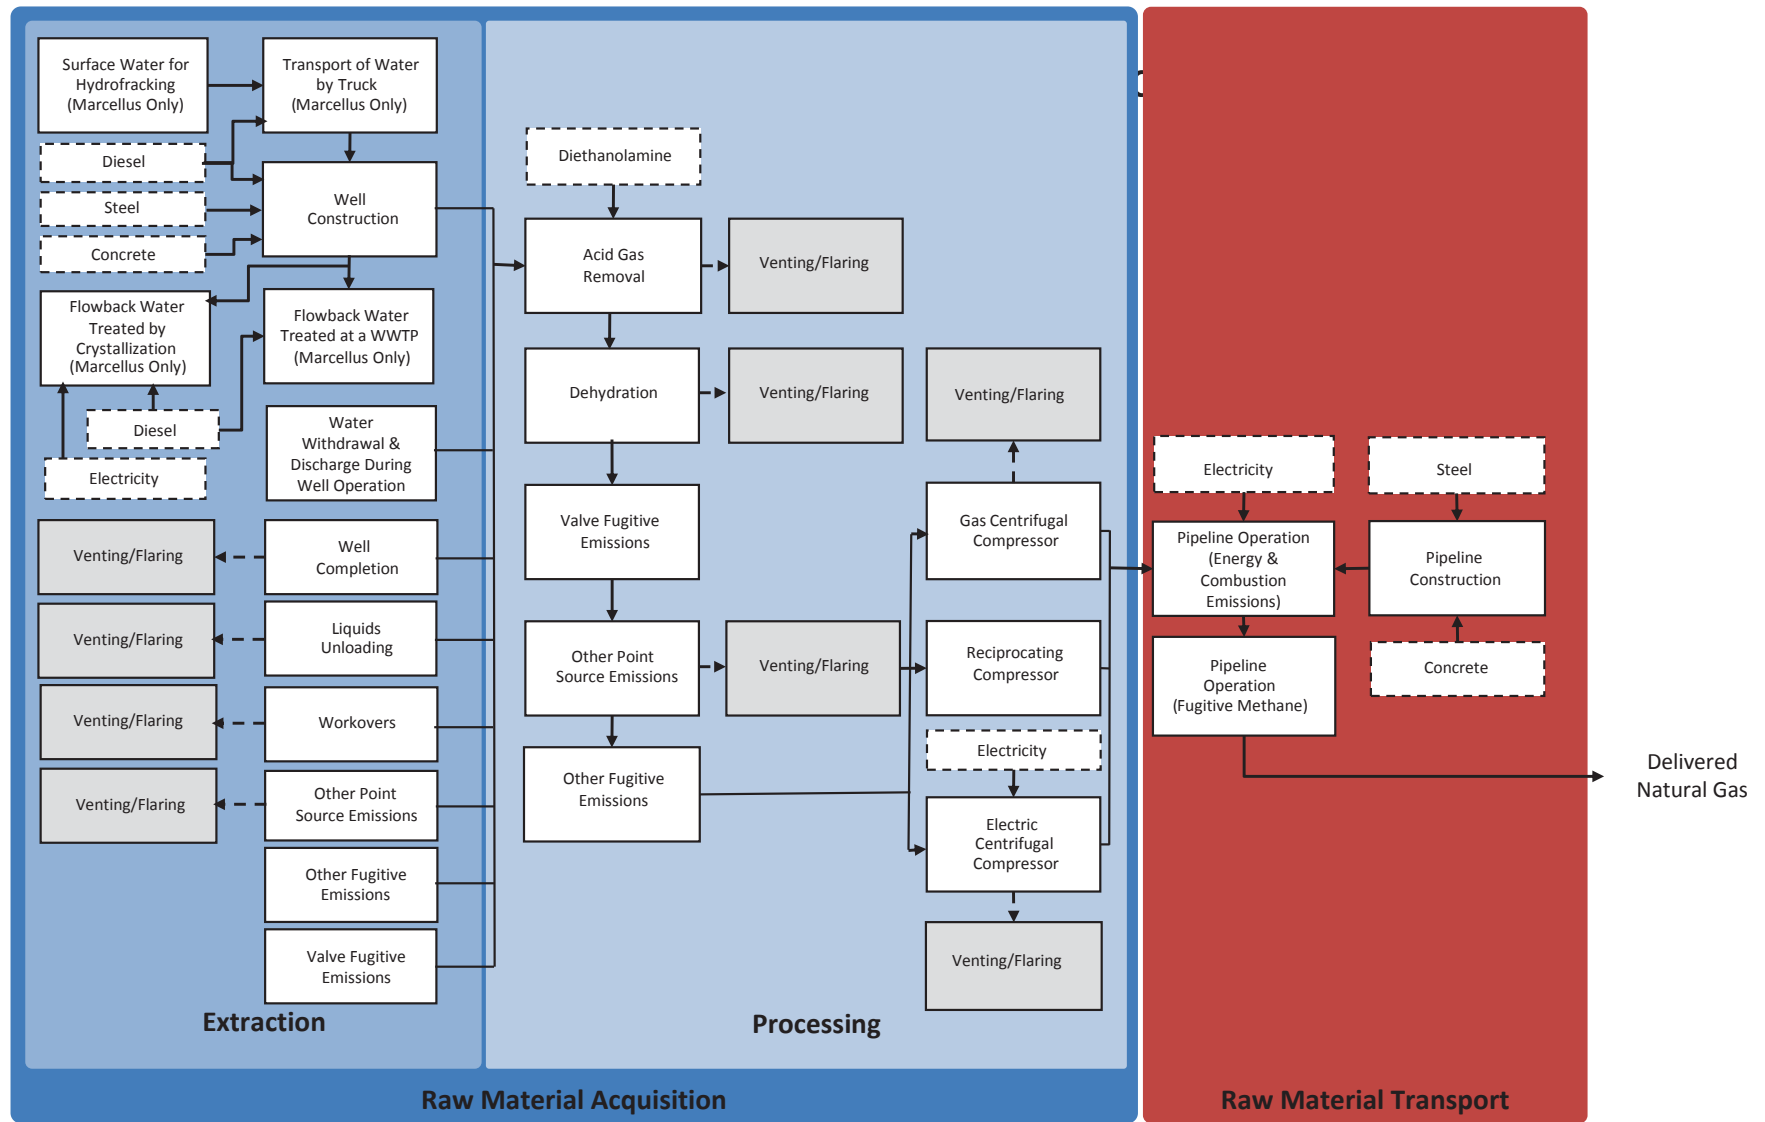 Surface Water for
Hydrofracking
(Marcellus Only)
Transport of Water
by Truck
(Marcellus Only)
Diesel
Steel
Concrete
Well
Construction
Flowback Water
Treated by
Crystallization
(Marcellus Only)
Flowback Water
Treated at a WWTP
(Marcellus Only)
Diesel
Electricity
Water
Withdrawal &
Discharge During
Well Operation
Venting/Flaring
Well
Completion
Venting/Flaring
Liquids
Unloading
Venting/Flaring
Workovers
Venting/Flaring
Other Point
Source Emissions
Other Fugitive
Emissions
Valve Fugitive
Emissions
Extraction
Diethanolamine
Acid Gas
Removal
Venting/Flaring
Dehydration
Venting/Flaring
Venting/Flaring
Valve Fugitive
Emissions
Gas Centrifugal
Compressor
Other Point
Source Emissions
Venting/Flaring
Reciprocating
Compressor
Other Fugitive
Emissions
Electricity
Electric
Centrifugal
Compressor
Venting/Flaring
Processing
Raw Material Acquisition
Electricity
Steel
Pipeline Operation
(Energy &
Combustion
Emissions)
Pipeline
Construction
Pipeline
Operation
(Fugitive Methane)
Concrete
Delivered
Natural Gas
Raw Material Transport